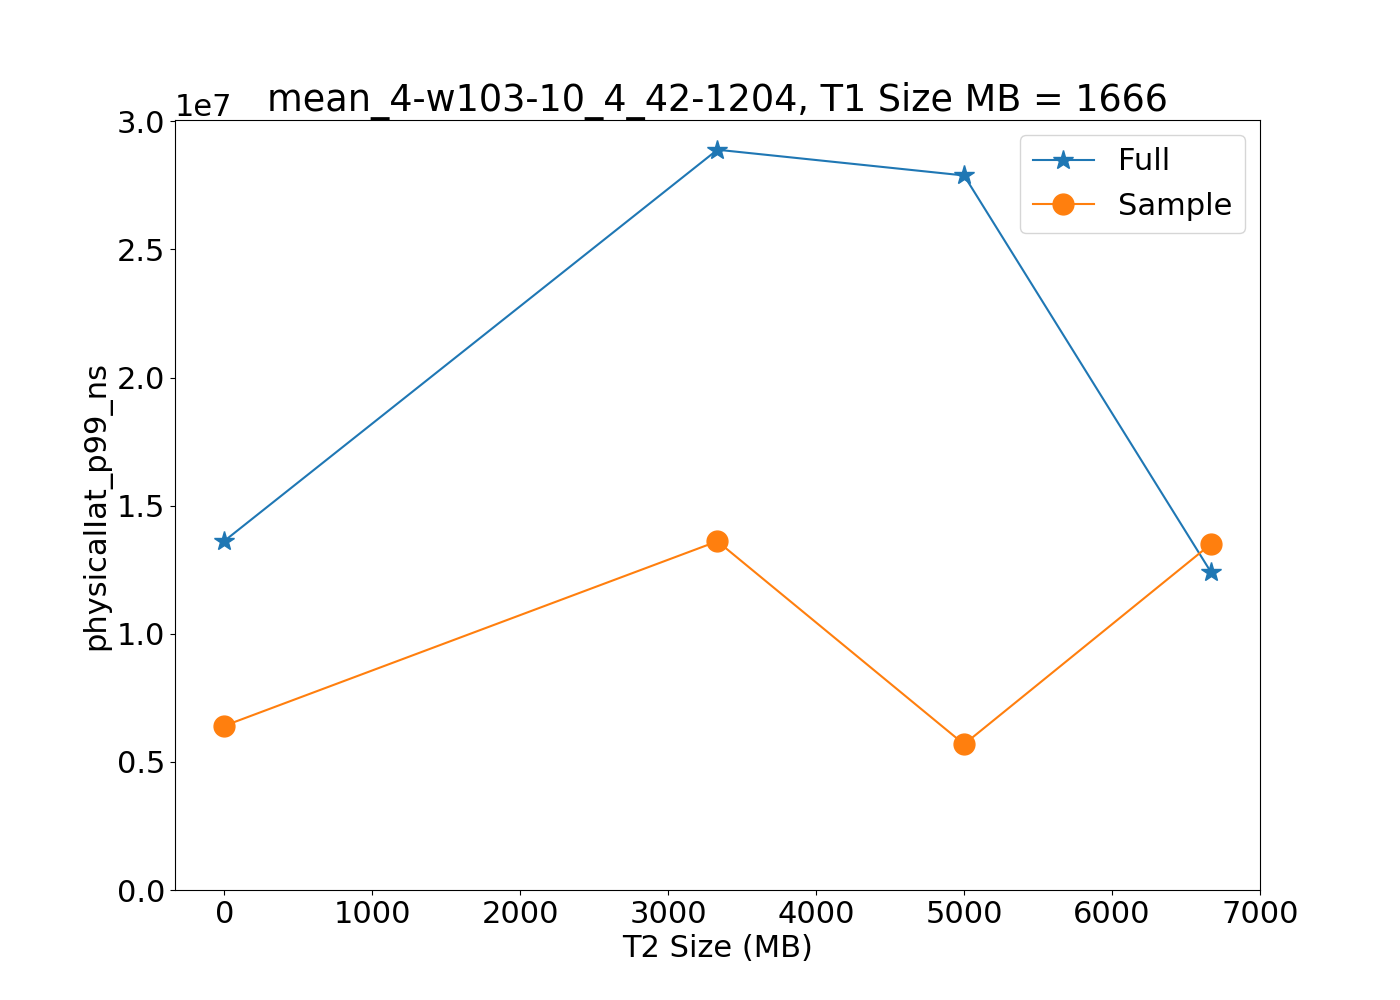 mean_4-w103-10_4_42-1204, T1 Size MB = 1666
1e7
3.0
2.5
2.0
1.5
1.0
0.5
0.0
physicallat_p99_ns
Full
Sample
0 1000 2000 3000 4000 5000 6000 7000
T2 Size (MB)